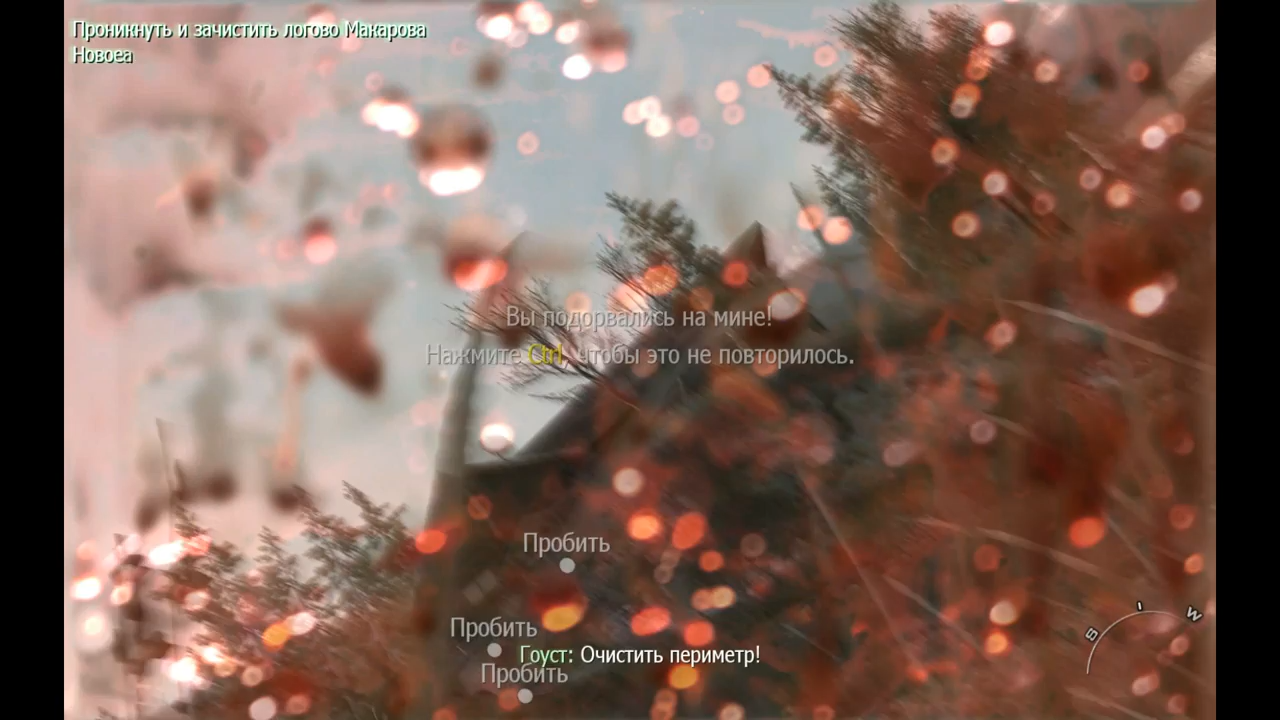 Проникнуть и зачистить логово Макарова
Новоеа
Вы подорвались на мине!
Нажмите Ctrl, чтобы это не повторилось.
Пробить
Пробить
Гоуст: Очистить периметр!
Пробить
В
W